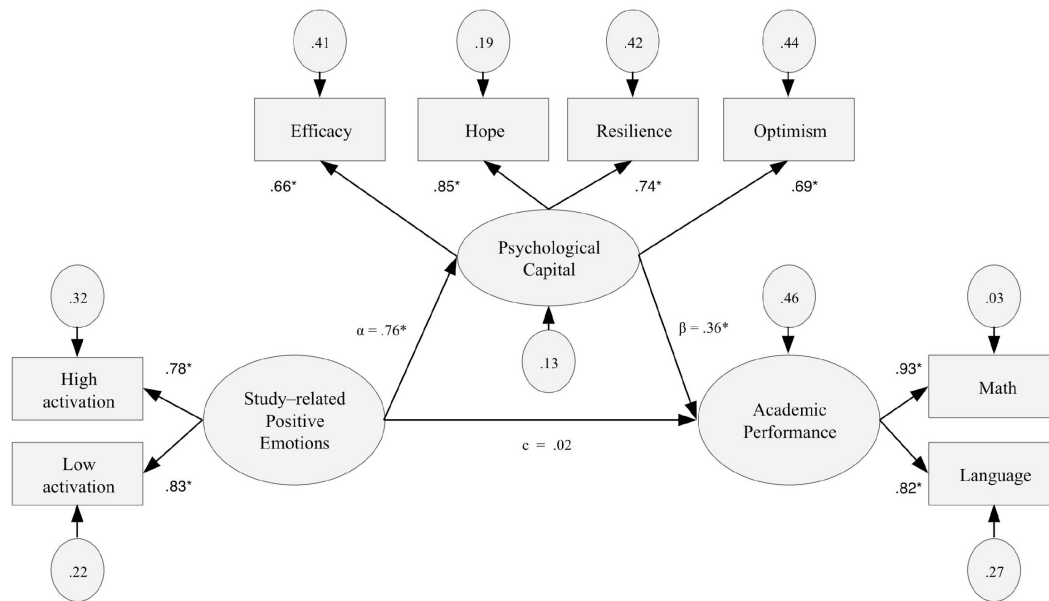 .41
.19
.42
.44
Efficacy
Hope
Resilience
Optimism
.66*
.85*
.74*
.69*
Psychological
Capital
.32
.46
.03
α = .76*
β = .36*
.13
.78*
.93*
High
activation
Study–related
Positive
Emotions
Academic
Performance
Math
c = .02
Low
activation
.83*
.82*
Language
.22
.27